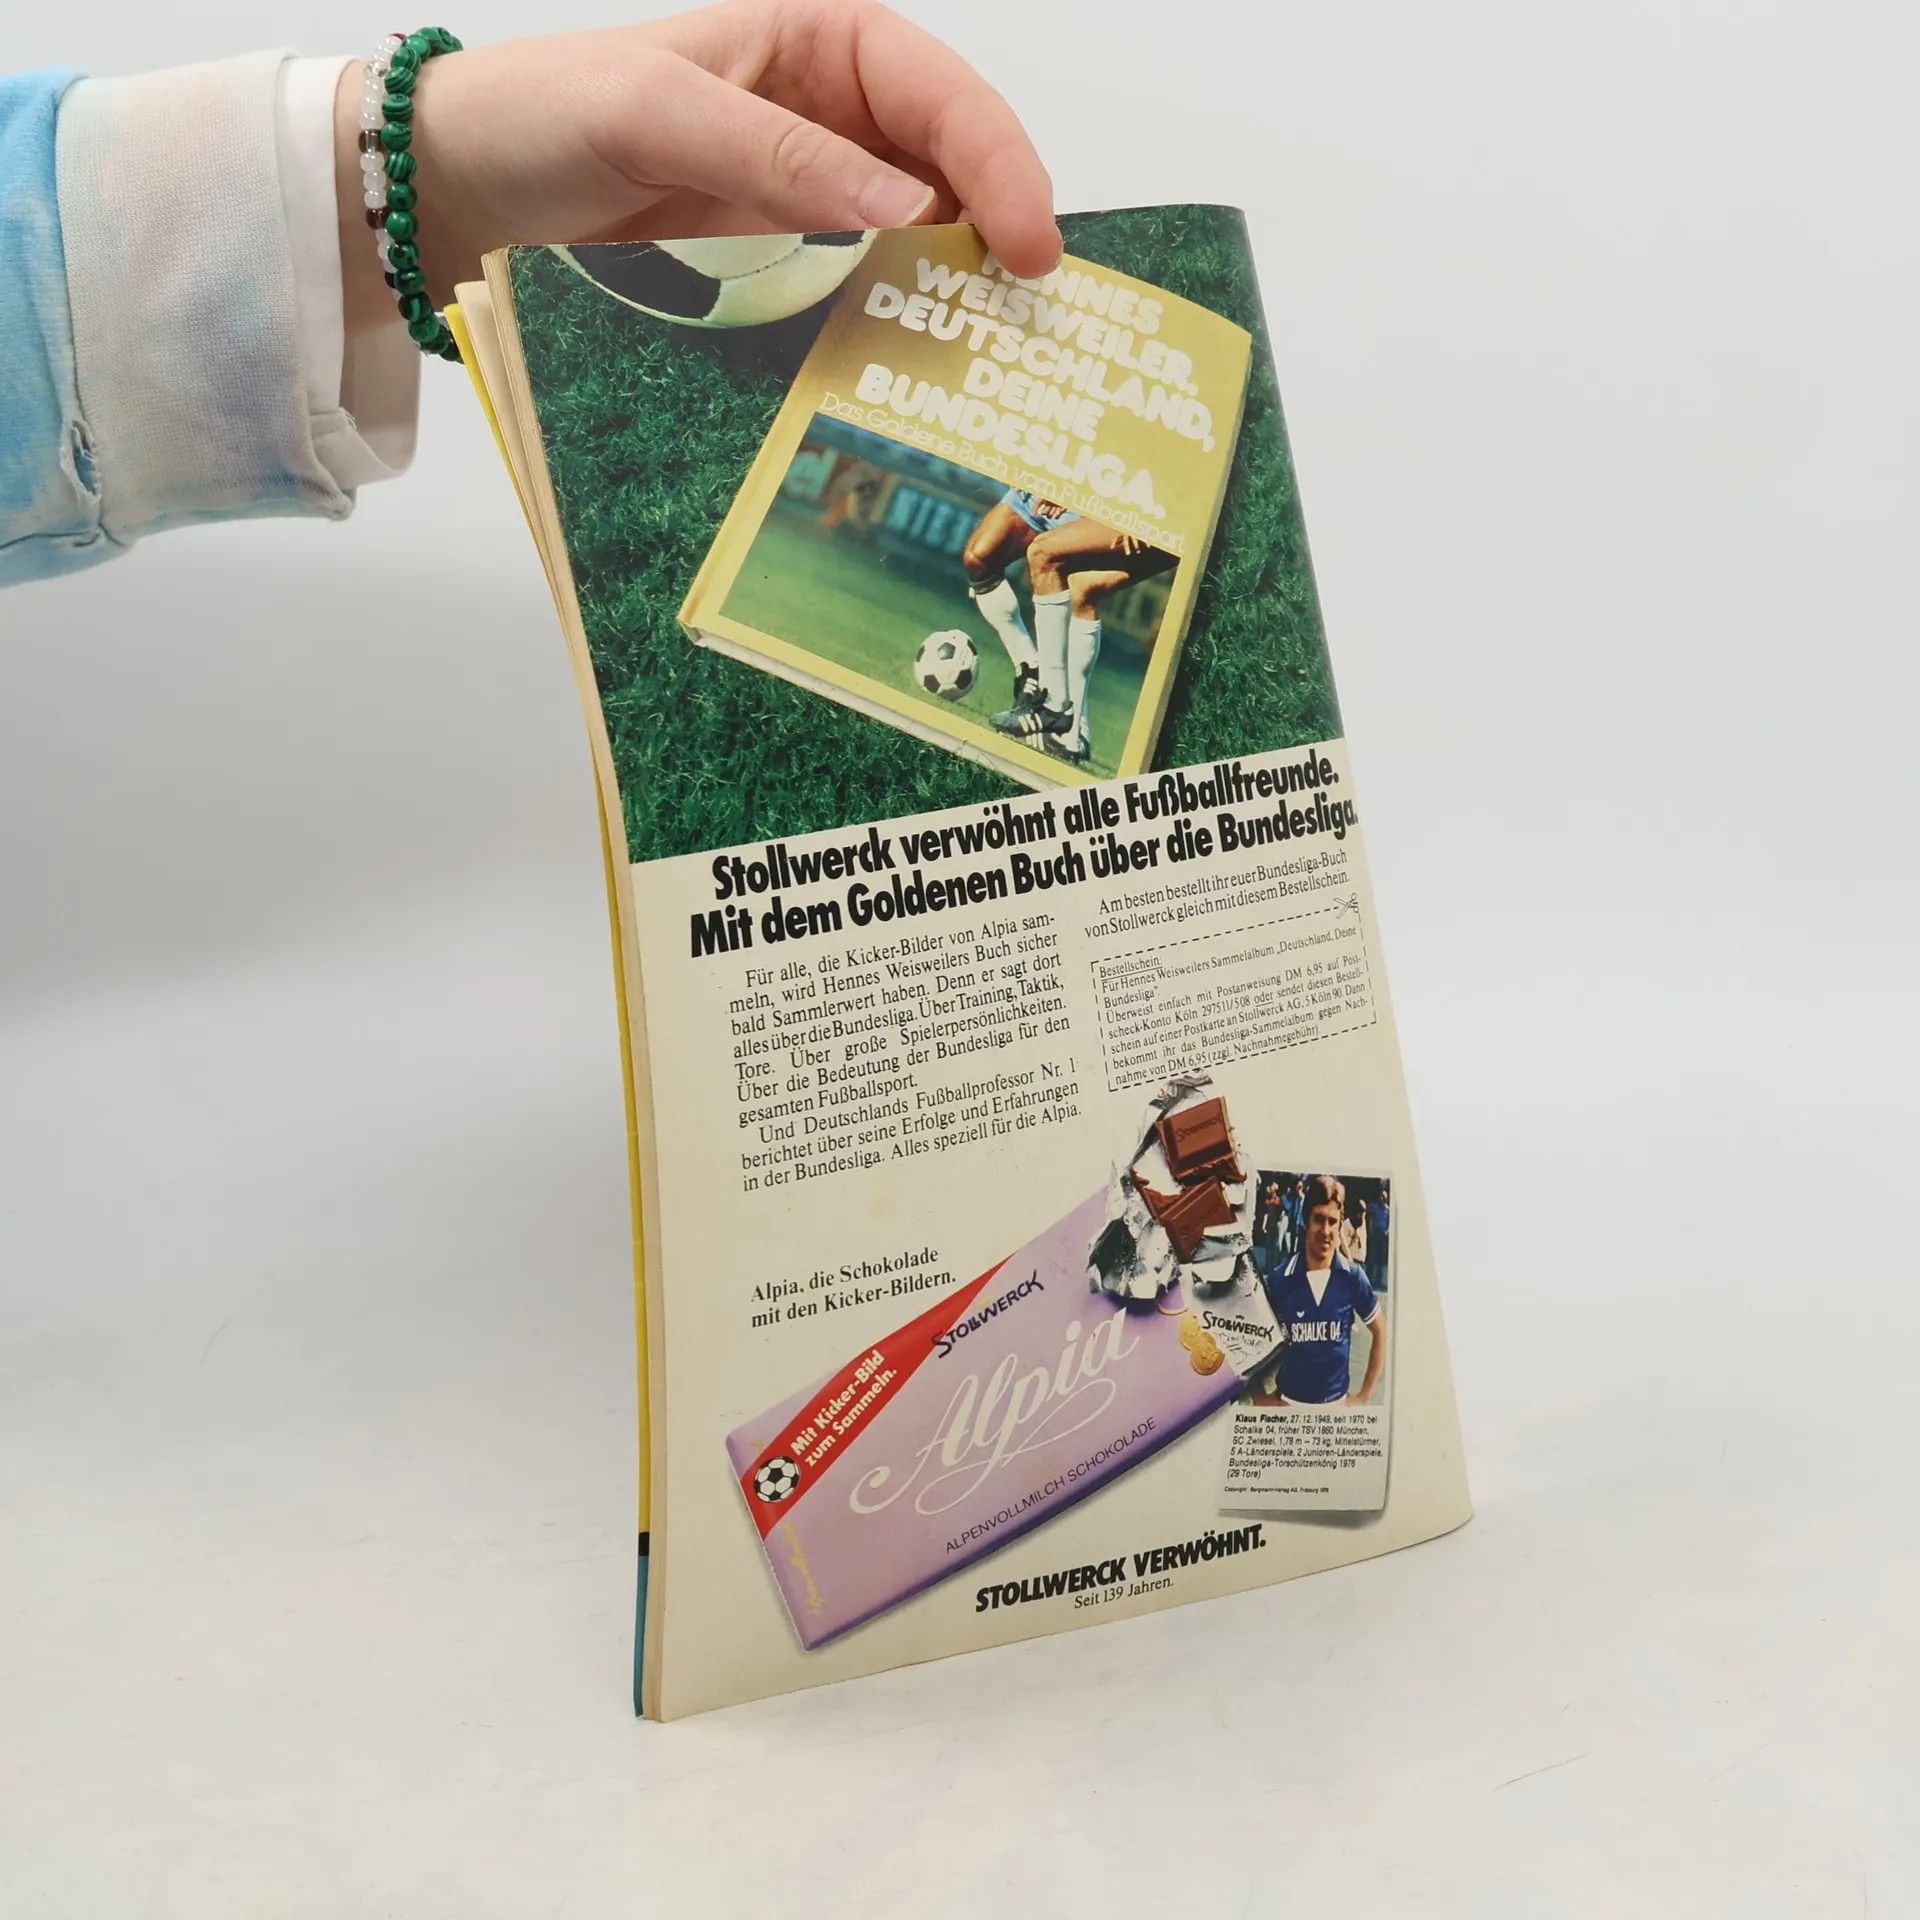 HENNES
WEISWEILER.
DEUTSCHLAND,
DEINE
BUNDESLIGA.
Das Goldene Buch vom Fußballsport
Stollwerck verwöhnt alle Fußballfreunde.
Mit dem Goldenen Buch über die Bundesliga.
Für alle, die Kicker-Bilder von Alpia sam-
meln, wird Hennes Weisweilers Buch sicher
bald Sammlerwert haben. Denn er sagt dort
alles über die Bundesliga. Über Training, Taktik,
Tore. Über große Spielerpersönlichkeiten.
Über die Bedeutung der Bundesliga für den
gesamten Fußballsport.
Und Deutschlands Fußballprofessor Nr. 1
berichtet über seine Erfolge und Erfahrungen
in der Bundesliga. Alles speziell für die Alpia.
Am besten bestellt ihr euer Bundesliga-Buch
von Stollwerck gleich mit diesem Bestellschein.
Bestellschein:
Für Hennes Weisweilers Sammelalbum „Deutschland, Deine
Bundesliga".
Überweist einfach mit Postanweisung DM 6,95 auf Post-
scheck-Konto Köln 297511/508 oder sendet diesen Bestell-
schein auf einer Postkarte an Stollwerck AG, 5 Köln 90. Dann
bekommt ihr das Bundesliga-Sammelalbum gegen Nach-
nahme von DM 6,95 (zzgl. Nachnahmegebühr).
Alpia, die Schokolade
mit den Kicker-Bildern.
Mit Kicker-Bild
zum Sammeln.
STOLLWERCK
Alpia
ALPENVOLLMILCH SCHOKOLADE
STOLLWERCK
SCHALKE 04
Klaus Fischer, 27. 12. 1949, seit 1970 bei
Schalke 04, früher TSV 1860 München,
SC Zwiesel, 1,78 m – 73 kg, Mittelstürmer,
5 A-Länderspiele, 2 Junioren-Länderspiele,
Bundesliga-Torschützenkönig 1976
(29 Tore)
STOLLWERCK VERWÖHNT.
Seit 139 Jahren.